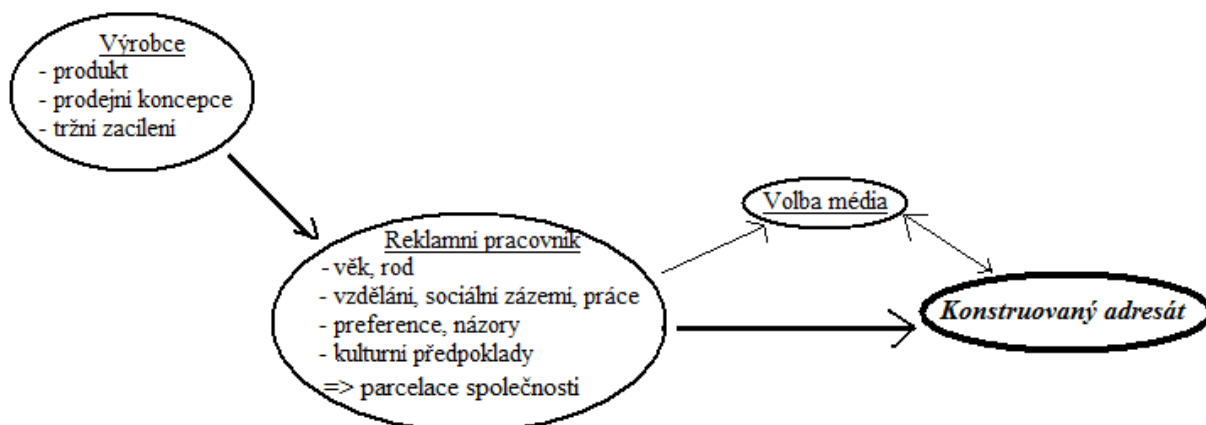 Výrobce
- produkt
- prodejní koncepce
- tržní zacílení
Volba média
Reklamní pracovník
- věk, rod
- vzdělání, sociální zázemí, práce
- preference, názory
- kulturní předpoklady
=> parcelace společnosti
Konstruovaný adresát